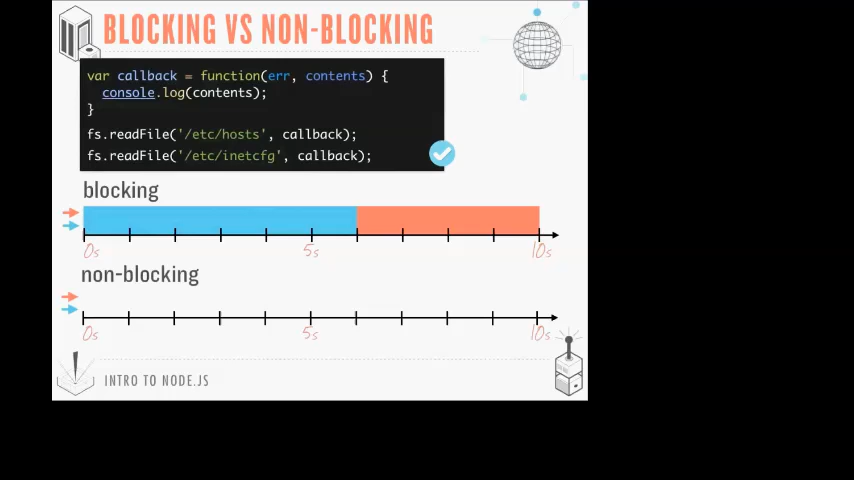 BLOCKING VS NON-BLOCKING
var callback = function(err, contents) {
console.log(contents);
}
fs.readFile('/etc/hosts', callback);
fs.readFile('/etc/inetcfg', callback);
blocking
0s 5s 10s
non-blocking
0s 5s 10s
INTRO TO NODE.JS